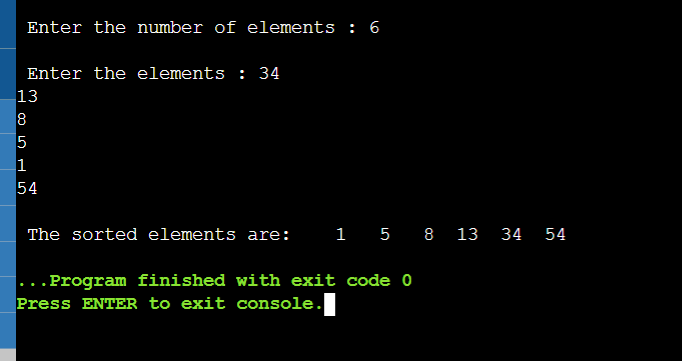 Enter the number of elements : 6
Enter the elements : 34
13
8
5
1
54
The sorted elements are:    1   5   8  13  34  54
...Program finished with exit code 0
Press ENTER to exit console.